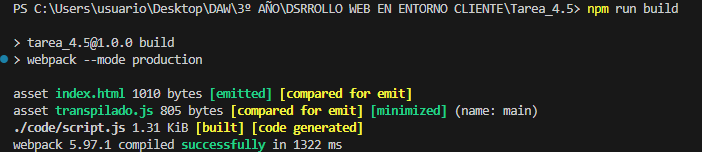 PS C:\Users\usuario\Desktop\DAW\3º AÑO\DSRROLLO WEB EN ENTORNO CLIENTE\Tarea_4.5> npm run build
> tarea_4.5@1.0.0 build
> webpack --mode production
asset index.html 1010 bytes [emitted] [compared for emit]
asset transpilado.js 805 bytes [compared for emit] [minimized] (name: main)
./code/script.js 1.31 KiB [built] [code generated]
webpack 5.97.1 compiled successfully in 1322 ms